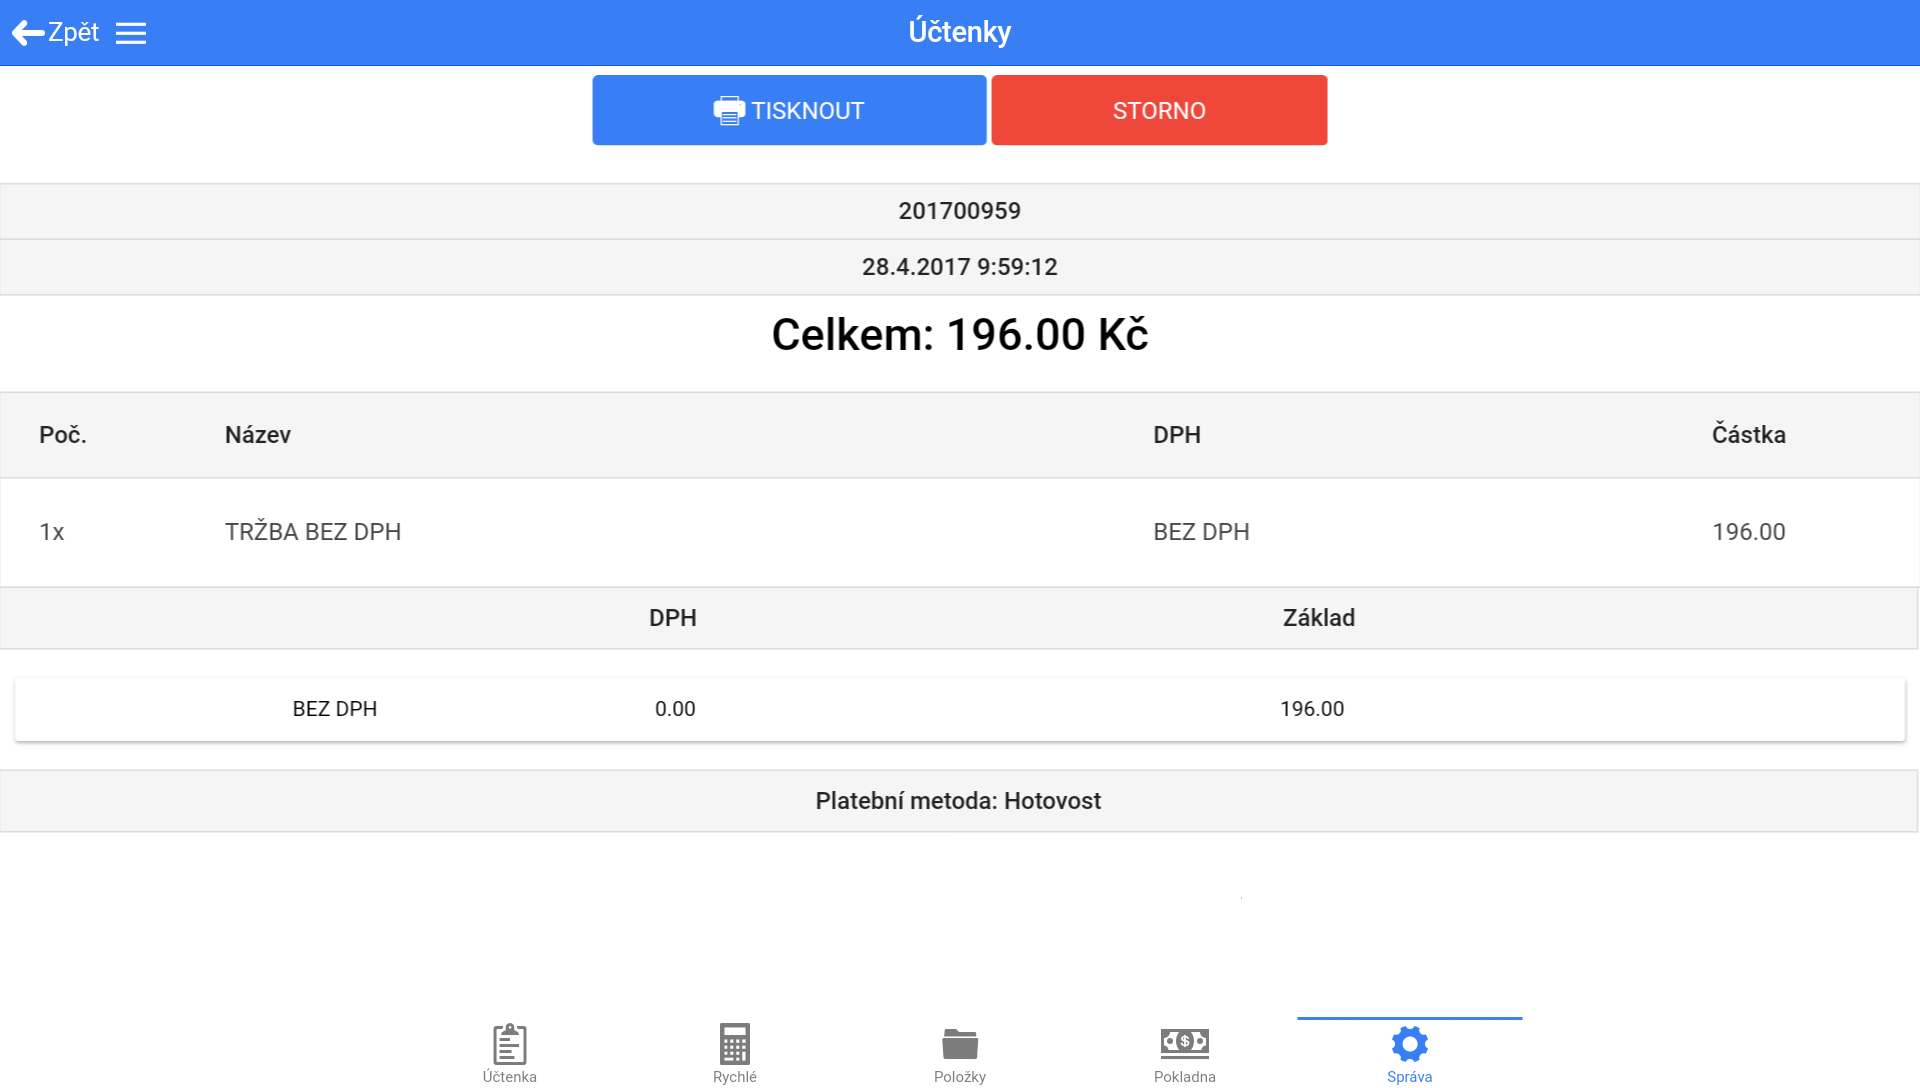 Zpět
Účtenky
TISKNOUT
STORNO
201700959
28.4.2017 9:59:12
Celkem: 196.00 Kč
Poč. Název DPH Částka
1x TRŽBA BEZ DPH BEZ DPH 196.00
DPH Základ
BEZ DPH 0.00 196.00
Platební metoda: Hotovost
Účtenka Rychlé Položky Pokladna Správa